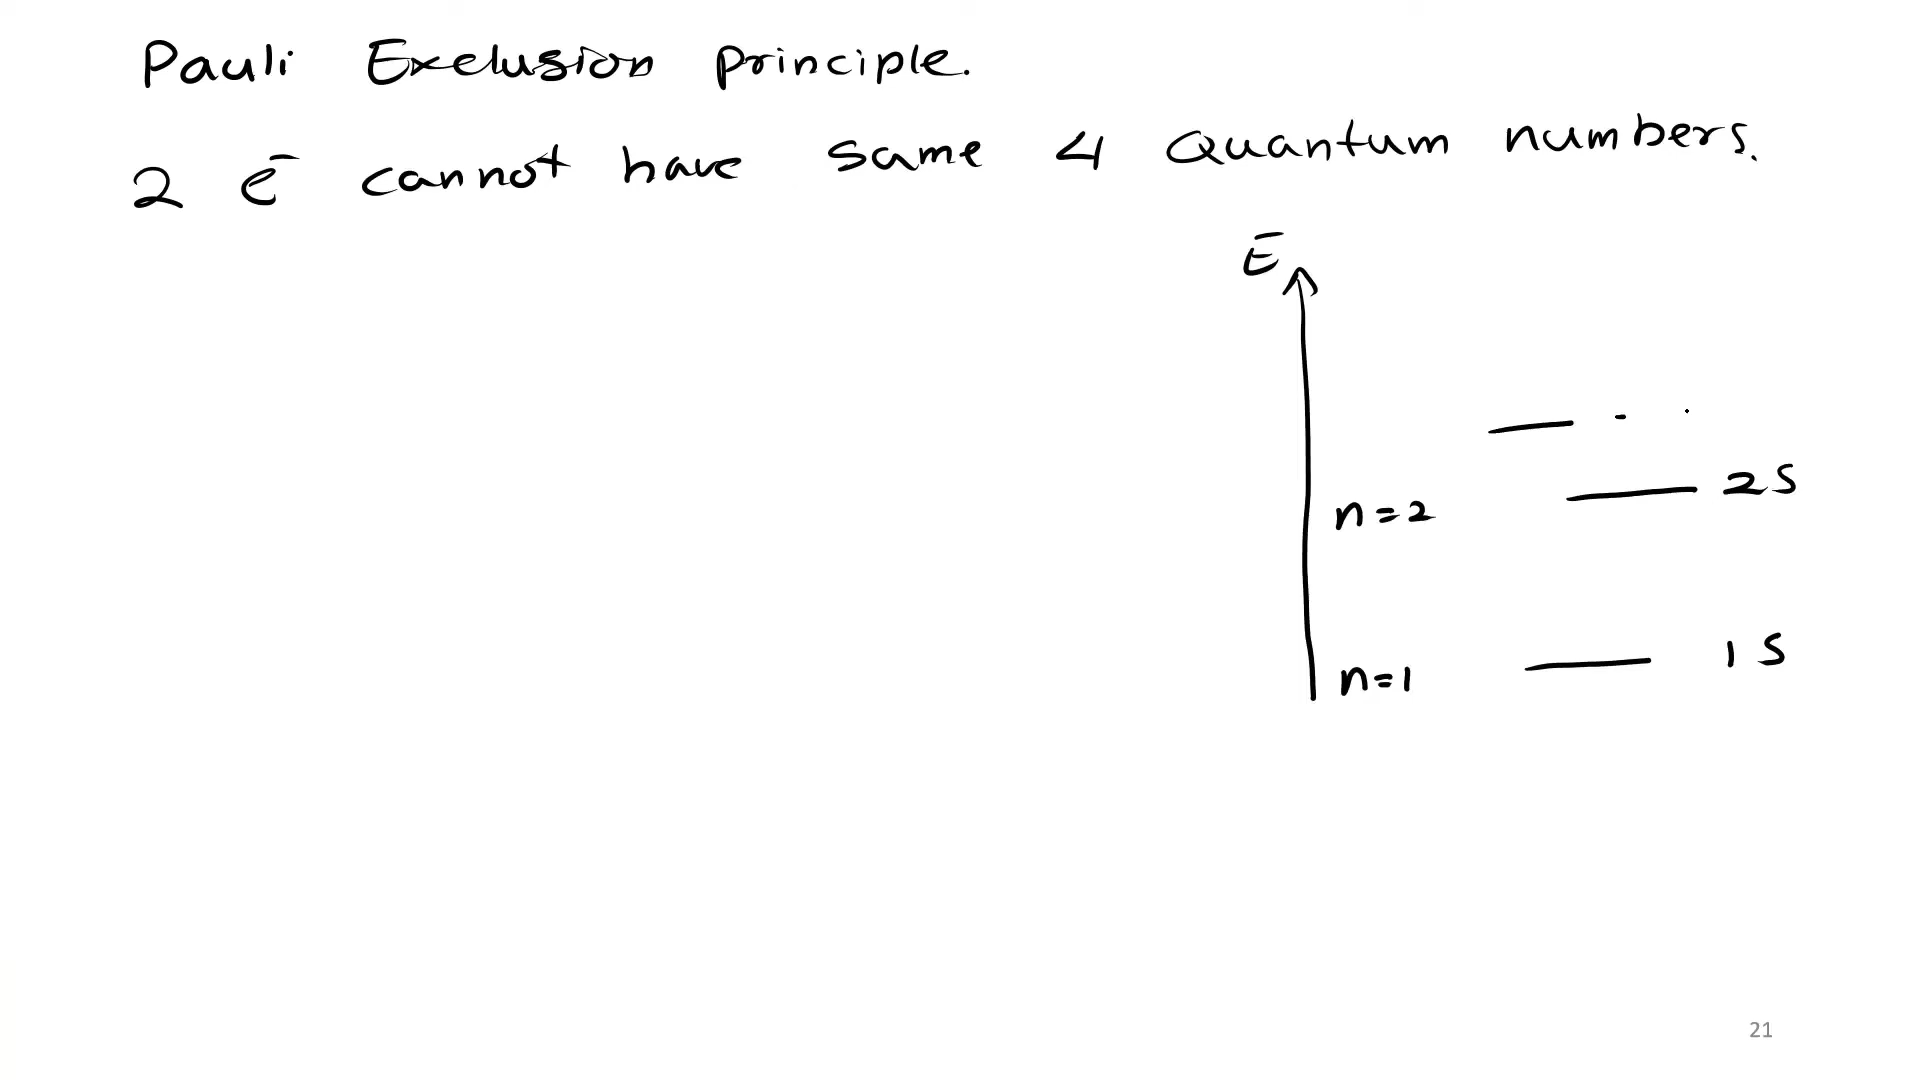 Pauli Exclusion principle.
2 e⁻ cannot have same 4 Quantum numbers.
E
n=2 2S
n=1 1S
21